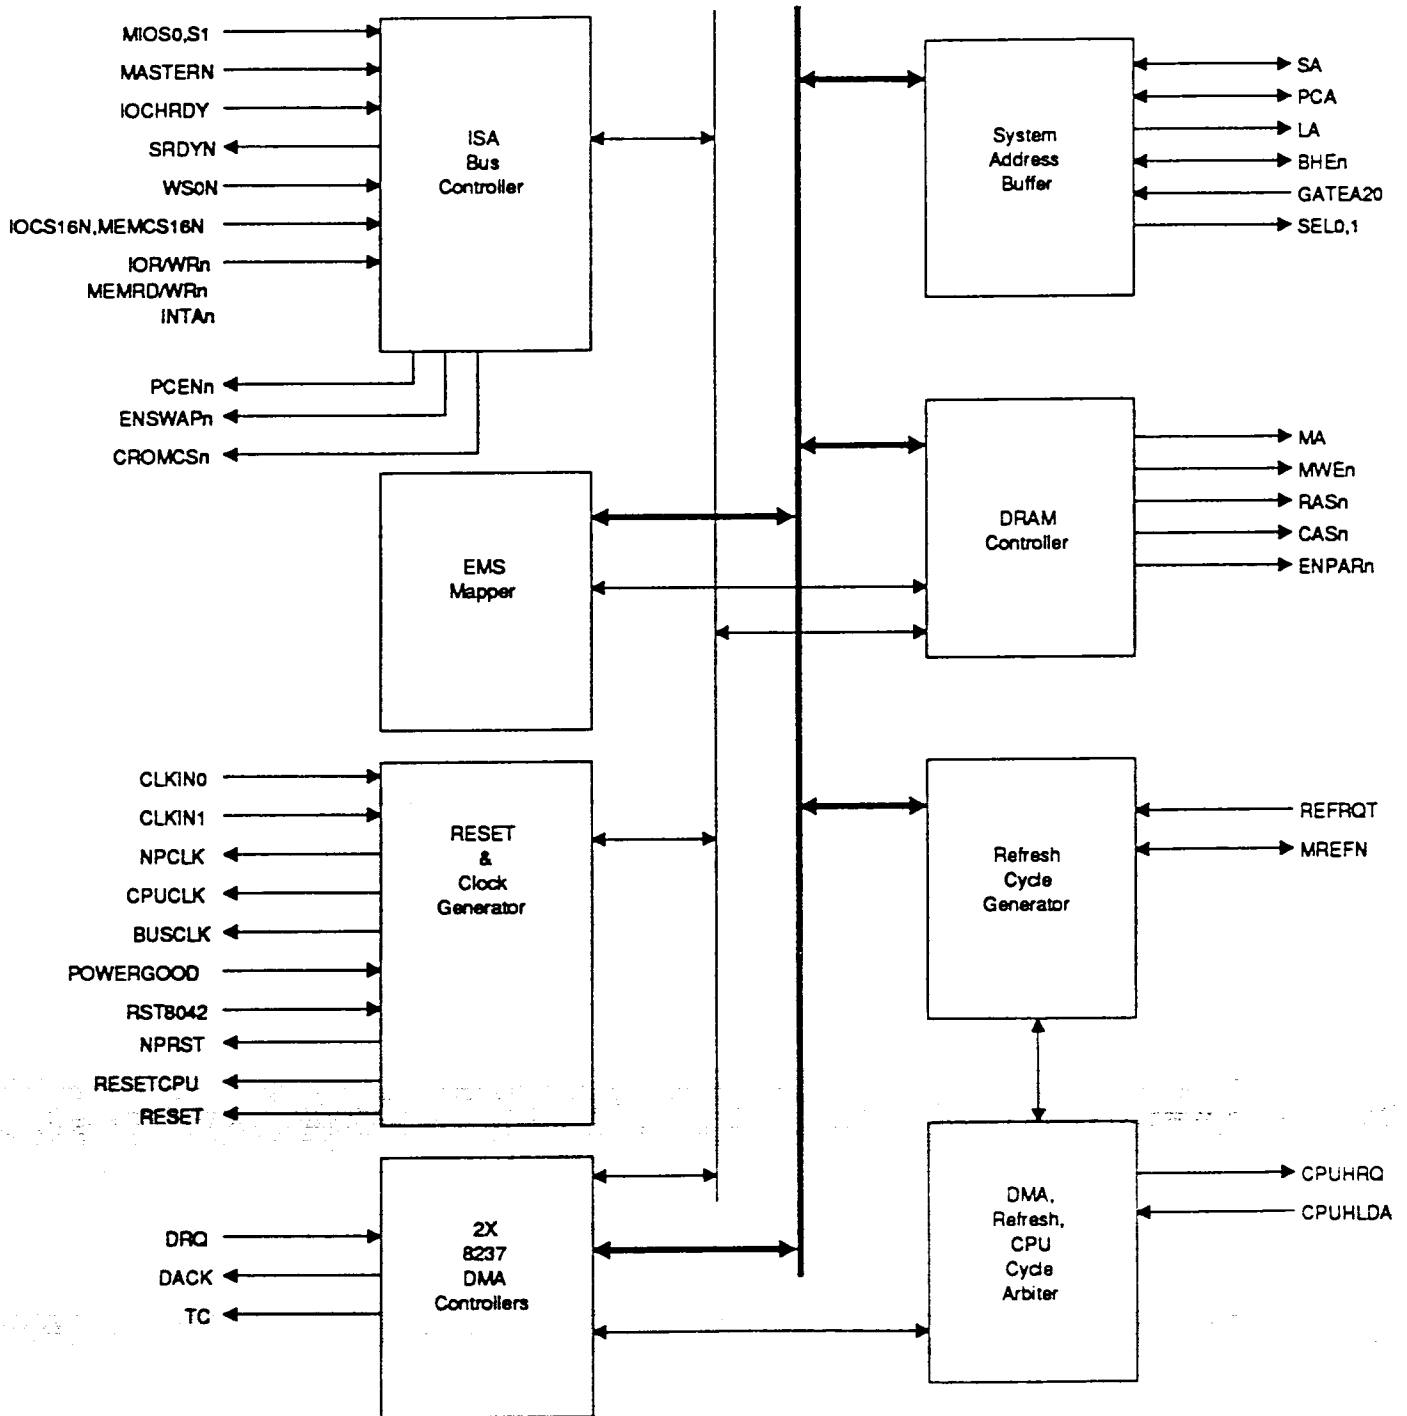 MIOS0,S1
MASTERN
IOCHRDY
SRDYN
WS0N
IOCS16N,MEMCS16N
IOR/WRn
MEMRD/WRn
INTAn
PCENn
ENSWAPn
CROMCSn
ISA
Bus
Controller
System
Address
Buffer
SA
PCA
LA
BHEn
GATEA20
SEL0,1
EMS
Mapper
DRAM
Controller
MA
MWEn
RASn
CASn
ENPARn
CLKIN0
CLKIN1
NPCLK
CPUCLK
BUSCLK
POWERGOOD
RST8042
NPRST
RESETCPU
RESET
RESET
&
Clock
Generator
Refresh
Cycle
Generator
REFRQT
MREFN
DRQ
DACK
TC
2X
8237
DMA
Controllers
DMA,
Refresh,
CPU
Cycle
Arbiter
CPUHRQ
CPUHLDA